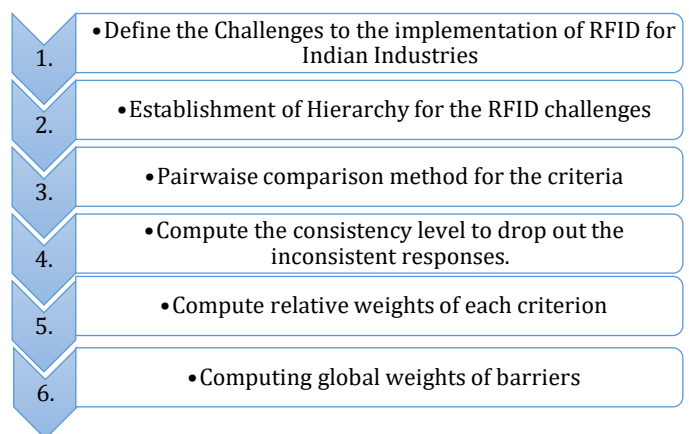 1.
•Define the Challenges to the implementation of RFID for
Indian Industries
2.
•Establishment of Hierarchy for the RFID challenges
3.
•Pairwaise comparison method for the criteria
4.
•Compute the consistency level to drop out the
inconsistent responses.
5.
•Compute relative weights of each criterion
6.
•Computing global weights of barriers